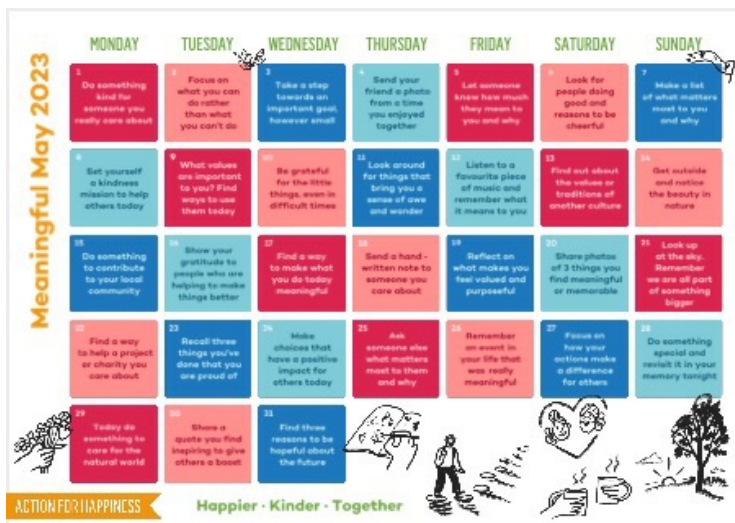 Meaningful May 2023
MONDAY
TUESDAY
WEDNESDAY
THURSDAY
FRIDAY
SATURDAY
SUNDAY
1
Do something
kind for
someone you
really care about
2
Focus on
what you can
do rather
than what
you can't do
3
Take a step
towards an
important goal,
however small
4
Send your
friend a photo
from a time
you enjoyed
together
5
Let someone
know how much
they mean to
you and why
6
Look for
people doing
good and
reasons to be
cheerful
7
Make a list
of what matters
most to you
and why
8
Set yourself
a kindness
mission to help
others today
9
What values
are important
to you? Find
ways to use
them today
10
Be grateful
for the little
things, even in
difficult times
11
Look around
for things that
bring you a
sense of awe
and wonder
12
Listen to a
favourite piece
of music and
remember what
it means to you
13
Find out about
the values or
traditions of
another culture
14
Get outside
and notice
the beauty in
nature
15
Do something
to contribute
to your local
community
16
Show your
gratitude to
people who are
helping to make
things better
17
Find a way
to make what
you do today
meaningful
18
Send a hand-
written note to
someone you
care about
19
Reflect on
what makes you
feel valued and
purposeful
20
Share photos
of 3 things you
find meaningful
or memorable
21
Look up
at the sky.
Remember
we are all part
of something
bigger
22
Find a way
to help a project
or charity you
care about
23
Recall three
things you've
done that you
are proud of
24
Make
choices that
have a positive
impact for
others today
25
Ask
someone else
what matters
most to them
and why
26
Remember
an event in
your life that
was really
meaningful
27
Focus on
how your
actions make
a difference
for others
28
Do something
special and
revisit it in your
memory tonight
29
Today do
something to
care for the
natural world
30
Share a
quote you find
inspiring to give
others a boost
31
Find three
reasons to be
hopeful about
the future
ACTION FOR HAPPINESS
Happier · Kinder · Together